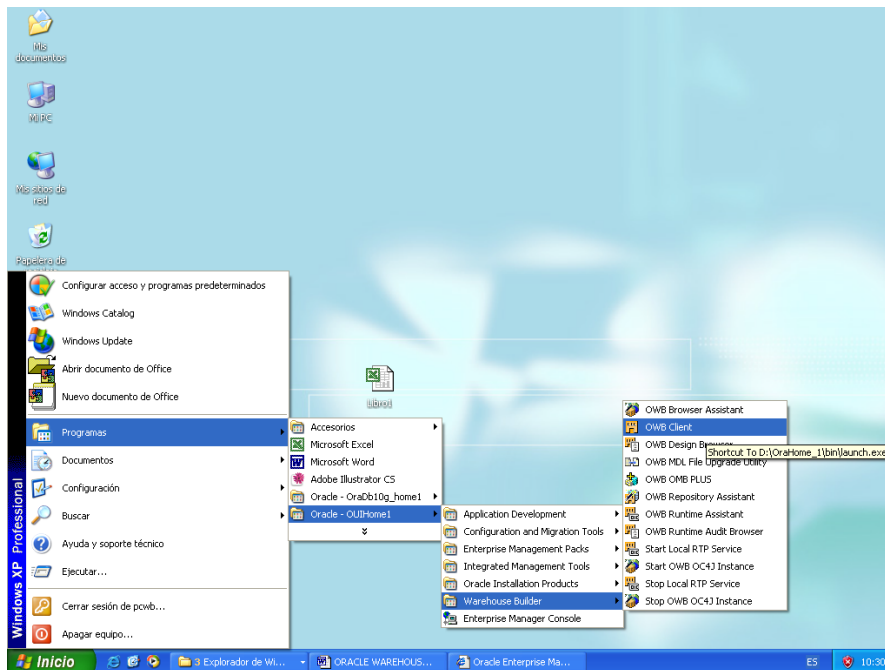 Mis
documentos
Mi PC
Mis sitios de
red
Papelera de
Libro1
Windows XP Professional
Configurar acceso y programas predeterminados
Windows Catalog
Windows Update
Abrir documento de Office
Nuevo documento de Office
Programas
Documentos
Configuración
Buscar
Ayuda y soporte técnico
Ejecutar...
Cerrar sesión de pcwb...
Apagar equipo...
Accesorios
Microsoft Excel
Microsoft Word
Adobe Illustrator CS
Oracle - OraDb10g_home1
Oracle - OUIHome1
Application Development
Configuration and Migration Tools
Enterprise Management Packs
Integrated Management Tools
Oracle Installation Products
Warehouse Builder
Enterprise Manager Console
OWB Browser Assistant
OWB Client
OWB Design Browser
Shortcut To D:\OraHome_1\bin\launch.exe
OWB MDL File Upgrade Utility
OWB OMB PLUS
OWB Repository Assistant
OWB Runtime Assistant
OWB Runtime Audit Browser
Start Local RTP Service
Start OWB OC4J Instance
Stop Local RTP Service
Stop OWB OC4J Instance
Inicio
3 Explorador de Wi...
ORACLE WAREHOUS...
Oracle Enterprise Ma...
ES
10:30